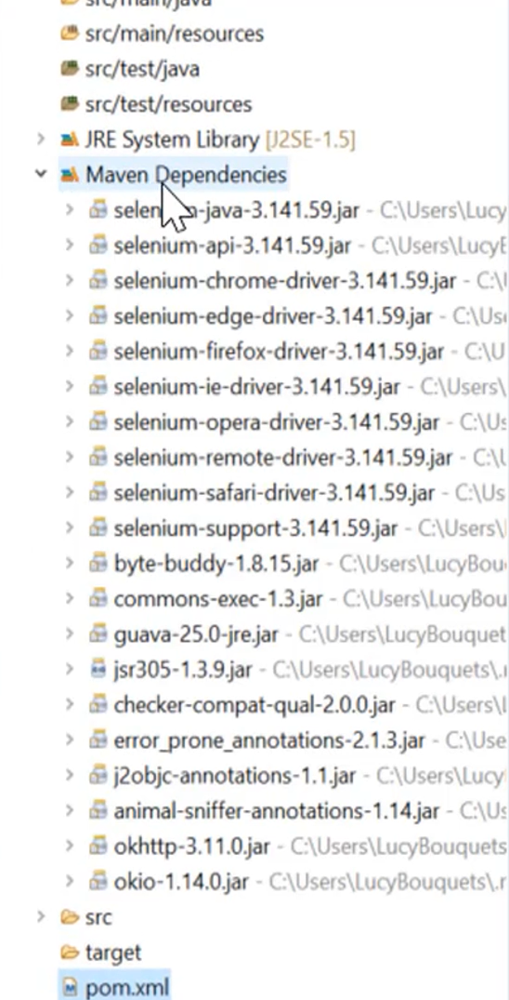 src/main/java
src/main/resources
src/test/java
src/test/resources
JRE System Library [J2SE-1.5]
Maven Dependencies
selenium-java-3.141.59.jar - C:\Users\Lucy
selenium-api-3.141.59.jar - C:\Users\LucyB
selenium-chrome-driver-3.141.59.jar - C:\
selenium-edge-driver-3.141.59.jar - C:\Use
selenium-firefox-driver-3.141.59.jar - C:\U
selenium-ie-driver-3.141.59.jar - C:\Users\
selenium-opera-driver-3.141.59.jar - C:\Us
selenium-remote-driver-3.141.59.jar - C:\
selenium-safari-driver-3.141.59.jar - C:\Us
selenium-support-3.141.59.jar - C:\Users\
byte-buddy-1.8.15.jar - C:\Users\LucyBou
commons-exec-1.3.jar - C:\Users\LucyBou
guava-25.0-jre.jar - C:\Users\LucyBouquet
jsr305-1.3.9.jar - C:\Users\LucyBouquets\.
checker-compat-qual-2.0.0.jar - C:\Users\
error_prone_annotations-2.1.3.jar - C:\Use
j2objc-annotations-1.1.jar - C:\Users\Lucy
animal-sniffer-annotations-1.14.jar - C:\Us
okhttp-3.11.0.jar - C:\Users\LucyBouquets
okio-1.14.0.jar - C:\Users\LucyBouquets\.r
src
target
pom.xml